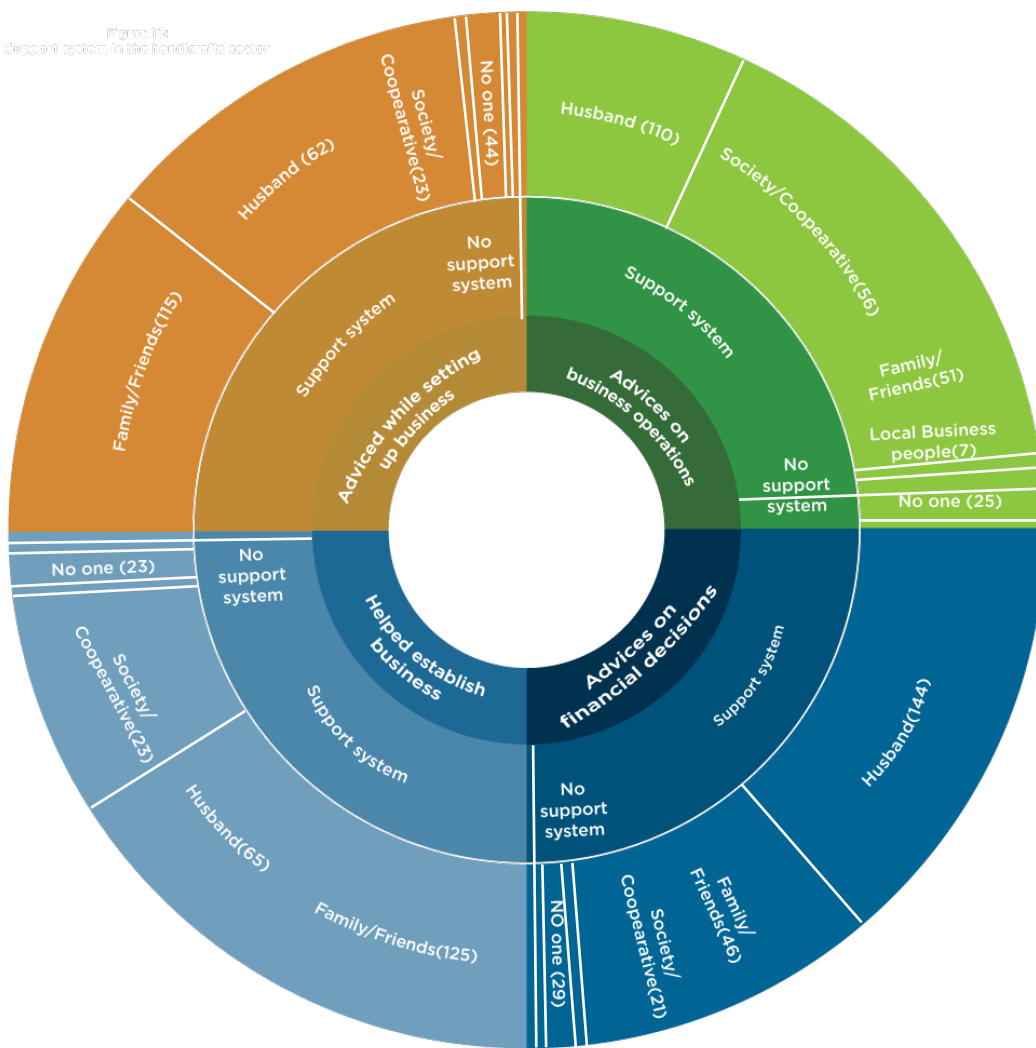 Figure 13:
Support system in the handicrafts sector
Husband (110)
Society/Coopearative(56)
Family/
Friends(51)
Local Business
people(7)
No one (25)
Support system
No
support
system
Advices on
business operations
Husband(144)
Family/
Friends(46)
Society/
Coopearative(21)
NO one (29)
Support system
No
support
system
Advices on
financial decisions
Family/Friends(125)
Husband(65)
Society/
Coopearative(23)
No one (23)
Support system
No
support
system
Helped establish
business
Family/Friends(115)
Husband (62)
Society/
Coopearative(23)
No one (44)
Support system
No
support
system
Adviced while setting
up business